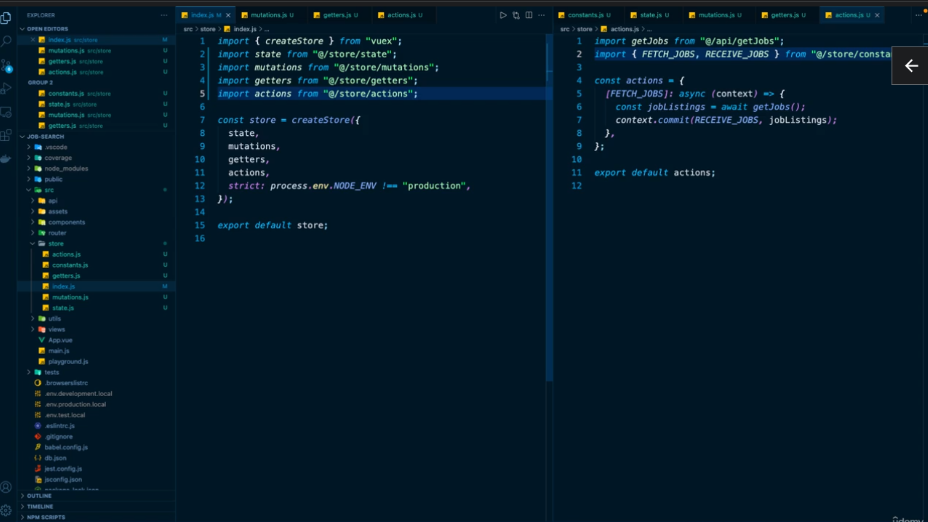 EXPLORER
OPEN EDITORS
index.js src/store
mutations.js src/store
getters.js src/store
actions.js src/store
GROUP 2
constants.js src/store
state.js src/store
mutations.js src/store
getters.js src/store
JOB-SEARCH
.vscode
coverage
node_modules
public
src
api
assets
components
router
store
actions.js U
constants.js U
getters.js U
index.js M
mutations.js U
state.js U
utils
views
App.vue
main.js
playground.js
tests
.browserslistrc
.env.development.local
.env.production.local
.env.test.local
.eslintrc.js
.gitignore
babel.config.js
db.json
jest.config.js
jsconfig.json
OUTLINE
TIMELINE
NPM SCRIPTS
index.js M
mutations.js U
getters.js U
actions.js U
src > store > index.js > ...
1 import { createStore } from "vuex";
2 import state from "@/store/state";
3 import mutations from "@/store/mutations";
4 import getters from "@/store/getters";
5 import actions from "@/store/actions";
6
7 const store = createStore({
8 state,
9 mutations,
10 getters,
11 actions,
12 strict: process.env.NODE_ENV !== "production",
13 });
14
15 export default store;
16
constants.js U
state.js U
mutations.js U
getters.js U
actions.js U
src > store > actions.js > ...
1 import getJobs from "@/api/getJobs";
2 import { FETCH_JOBS, RECEIVE_JOBS } from "@/store/constan
3
4 const actions = {
5 [FETCH_JOBS]: async (context) => {
6 const jobListings = await getJobs();
7 context.commit(RECEIVE_JOBS, jobListings);
8 },
9 };
10
11 export default actions;
12